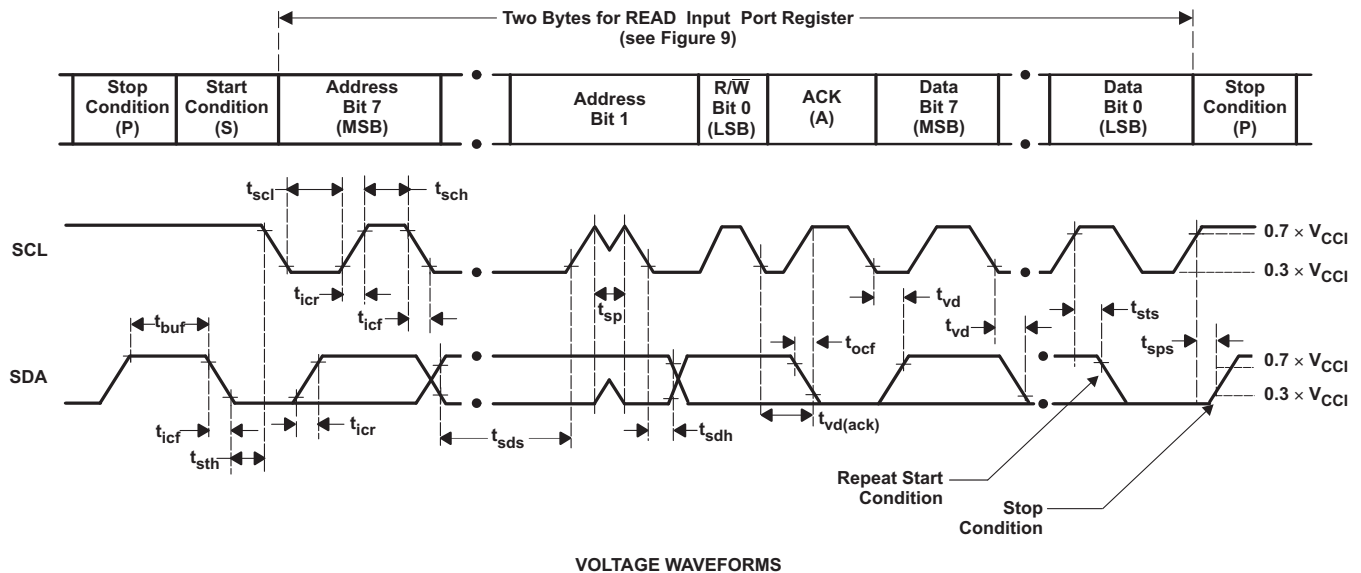 Two Bytes for READ Input Port Register
(see Figure 9)
Stop
Condition
(P)
Start
Condition
(S)
Address
Bit 7
(MSB)
Address
Bit 1
R/W̅
Bit 0
(LSB)
ACK
(A)
Data
Bit 7
(MSB)
Data
Bit 0
(LSB)
Stop
Condition
(P)
tscl
tsch
SCL
0.7 × VCCI
0.3 × VCCI
ticr
ticf
tsp
tvd
tvd
tsts
tbuf
tocf
tsps
SDA
0.7 × VCCI
0.3 × VCCI
ticf
ticr
tsth
tsds
tsdh
tvd(ack)
Repeat Start
Condition
Stop
Condition
VOLTAGE WAVEFORMS